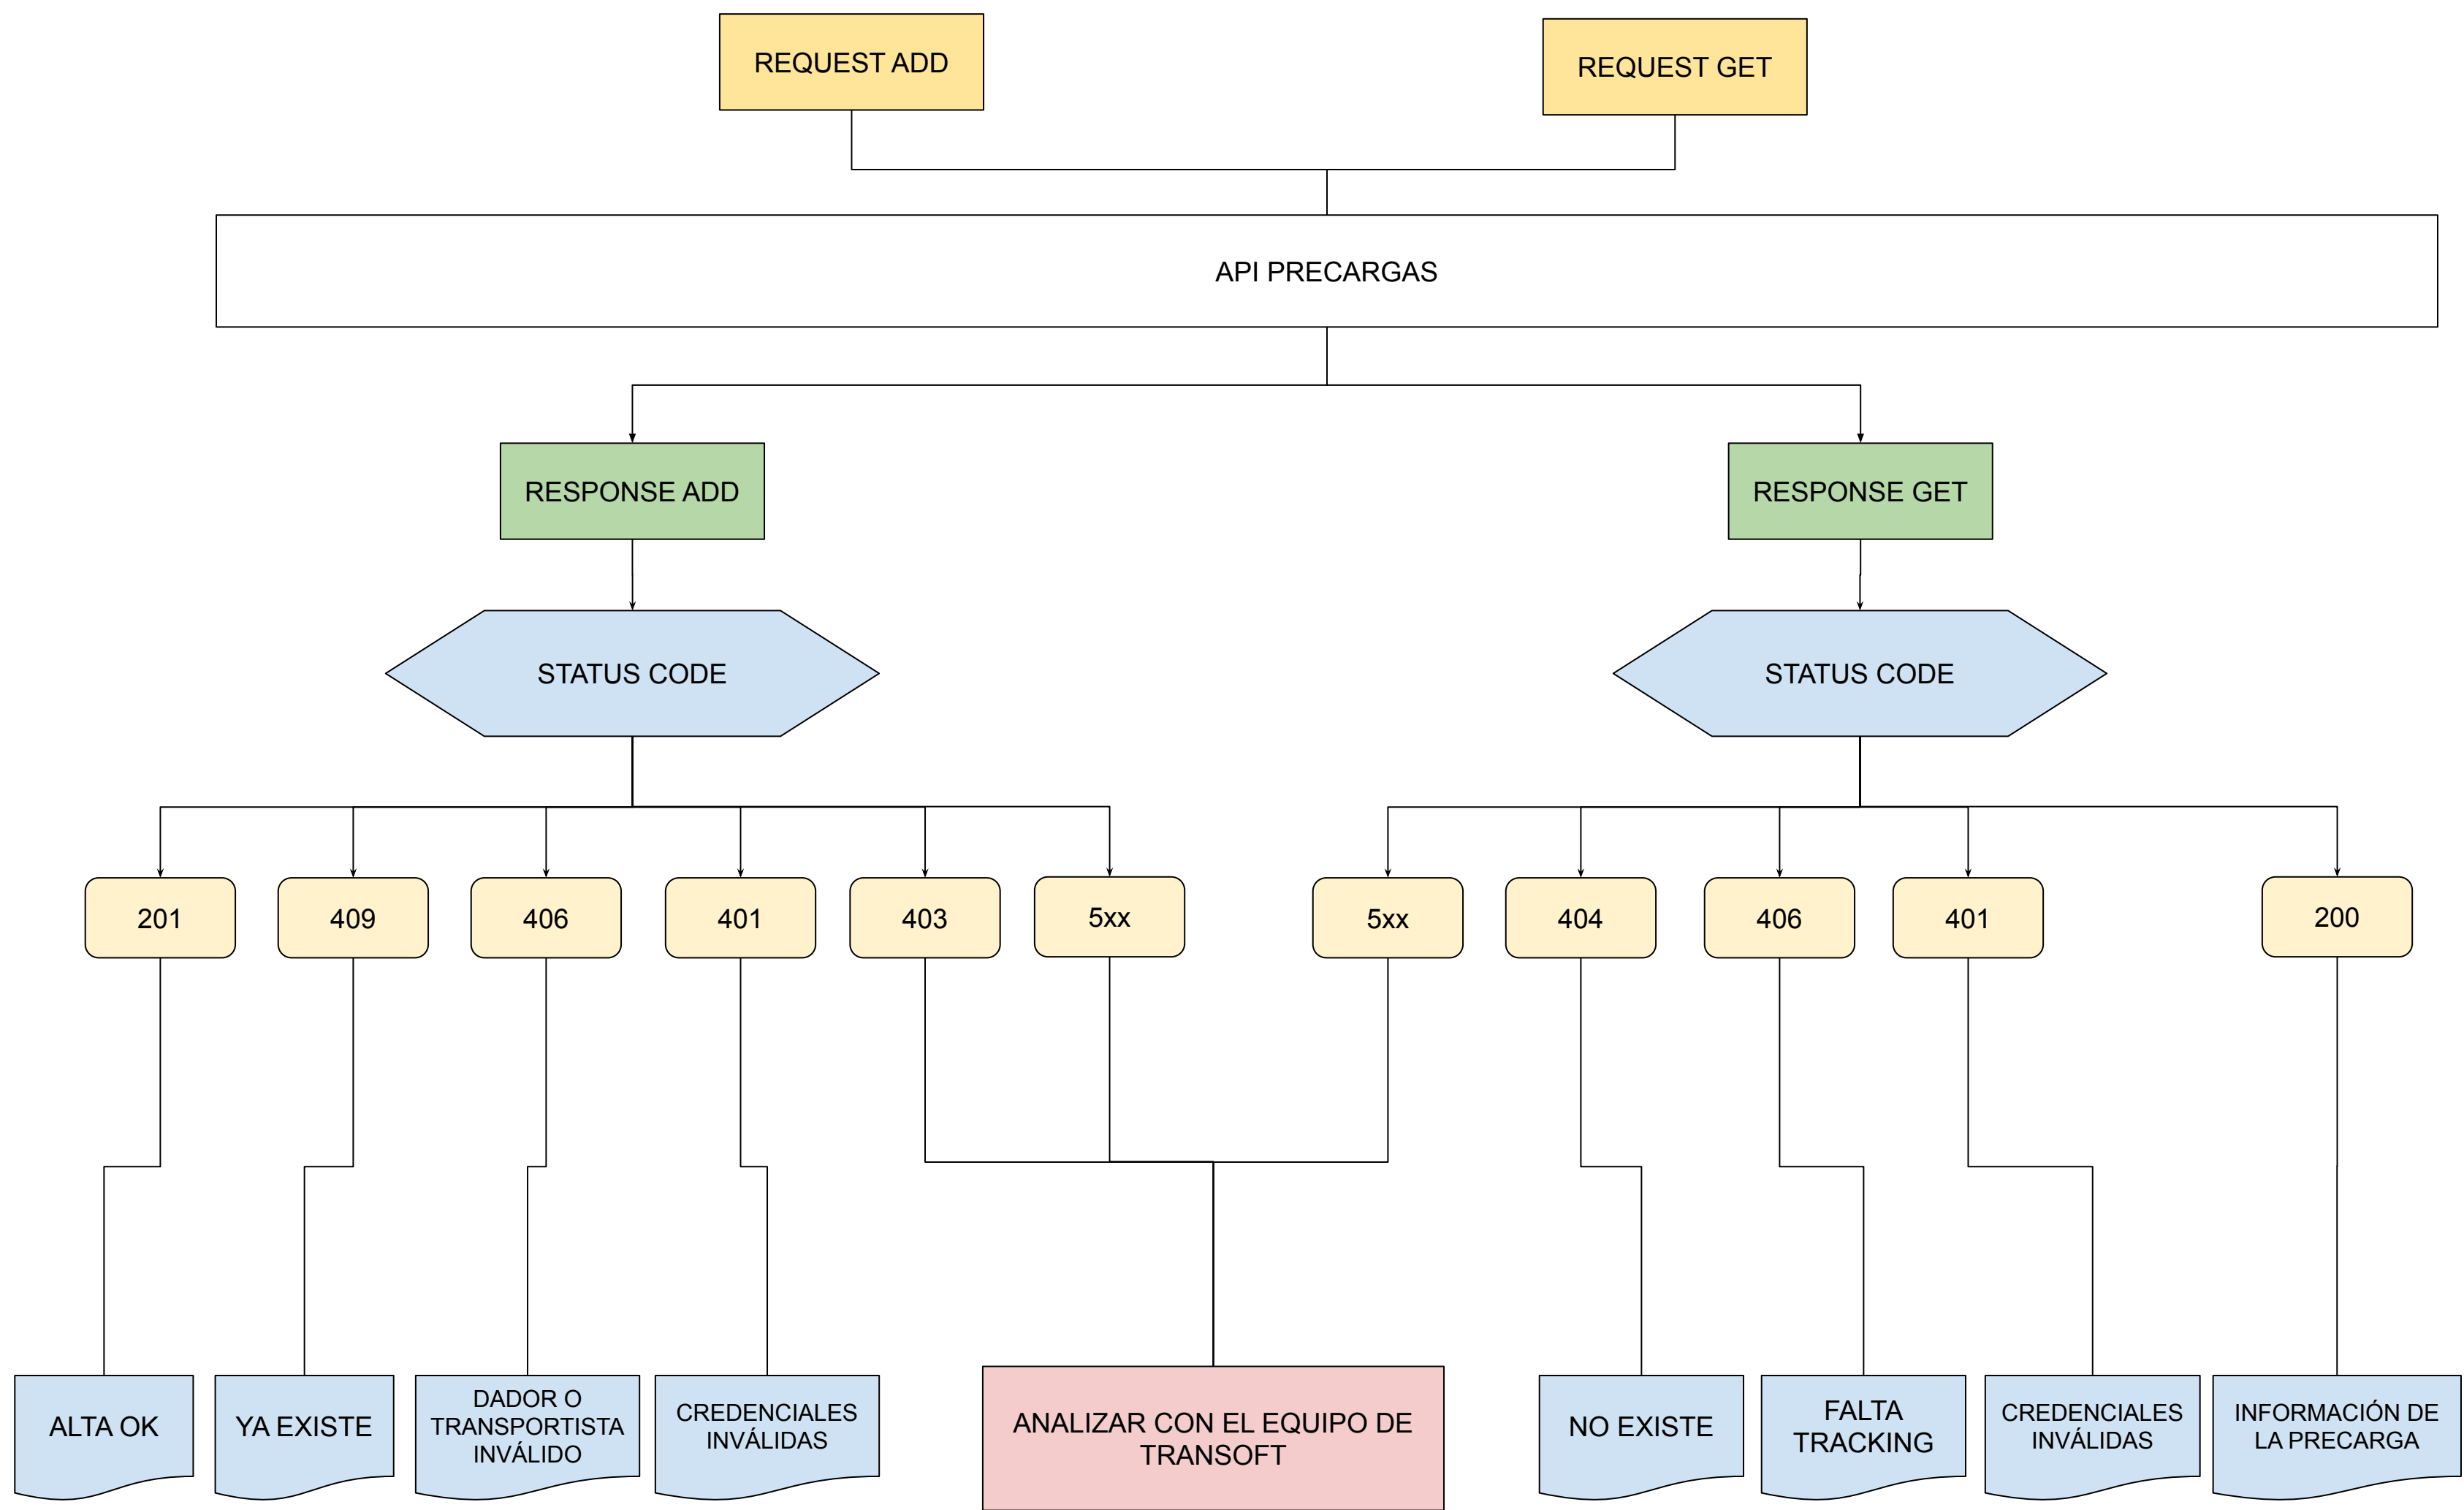 REQUEST ADD
REQUEST GET
API PRECARGAS
RESPONSE ADD
RESPONSE GET
STATUS CODE
STATUS CODE
201
409
406
401
403
5xx
5xx
404
406
401
200
ALTA OK
YA EXISTE
DADOR O
TRANSPORTISTA
INVÁLIDO
CREDENCIALES
INVÁLIDAS
ANALIZAR CON EL EQUIPO DE
TRANSOFT
NO EXISTE
FALTA
TRACKING
CREDENCIALES
INVÁLIDAS
INFORMACIÓN DE
LA PRECARGA